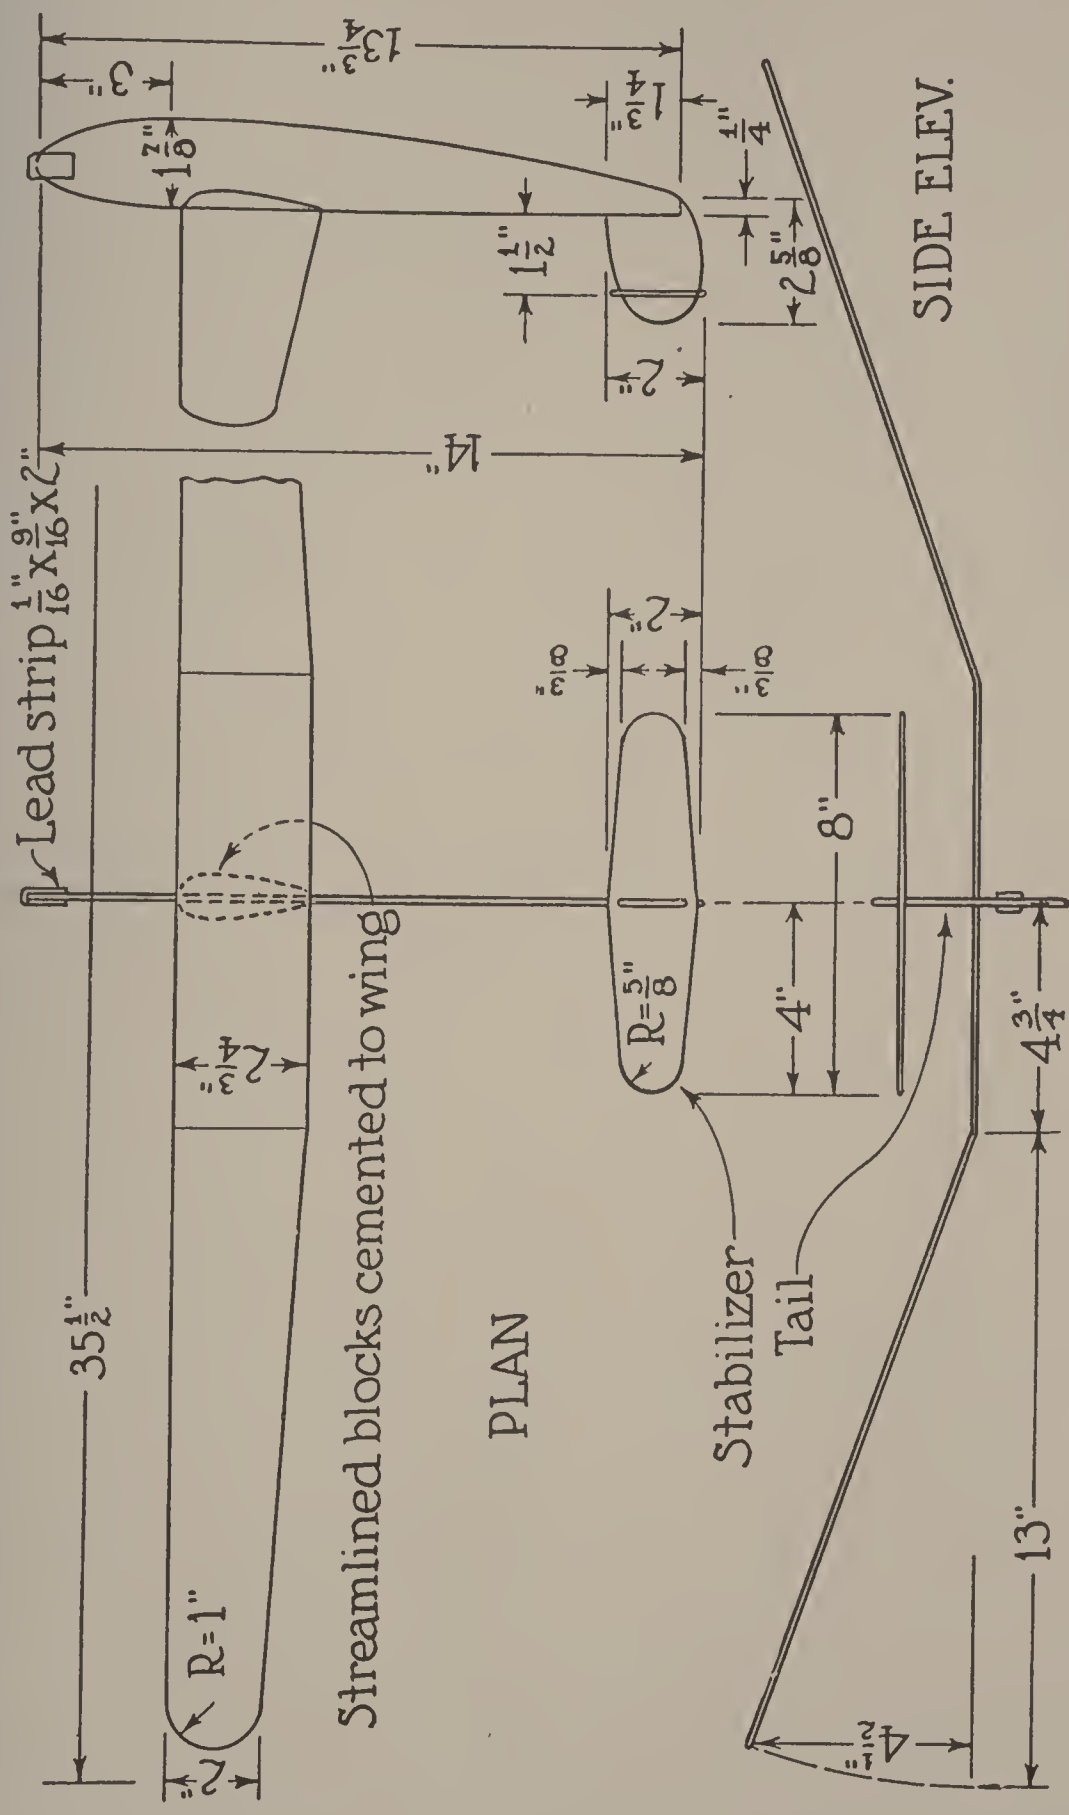 Lead strip 1/16" X 9/16" X 2"
35 1/2"
3"
13 3/4"
1 7/8"
1 3/4"
1/4"
1 1/2"
2 5/8"
2"
14"
SIDE ELEV.
2 3/4"
R=1"
2"
Streamlined blocks cemented to wing
PLAN
2"
3/8"
3/8"
R=5/8"
8"
4"
Stabilizer
Tail
4 3/4"
13"
4 1/2"